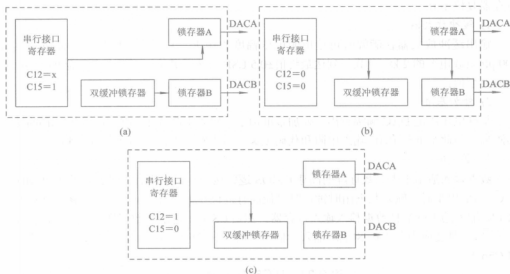 串行接口
寄存器
C12=x
C15=1
锁存器A
DACA
双缓冲锁存器
锁存器B
DACB
(a)
串行接口
寄存器
C12=0
C15=0
锁存器A
DACA
双缓冲锁存器
锁存器B
DACB
(b)
串行接口
寄存器
C12=1
C15=0
锁存器A
DACA
双缓冲锁存器
锁存器B
DACB
(c)